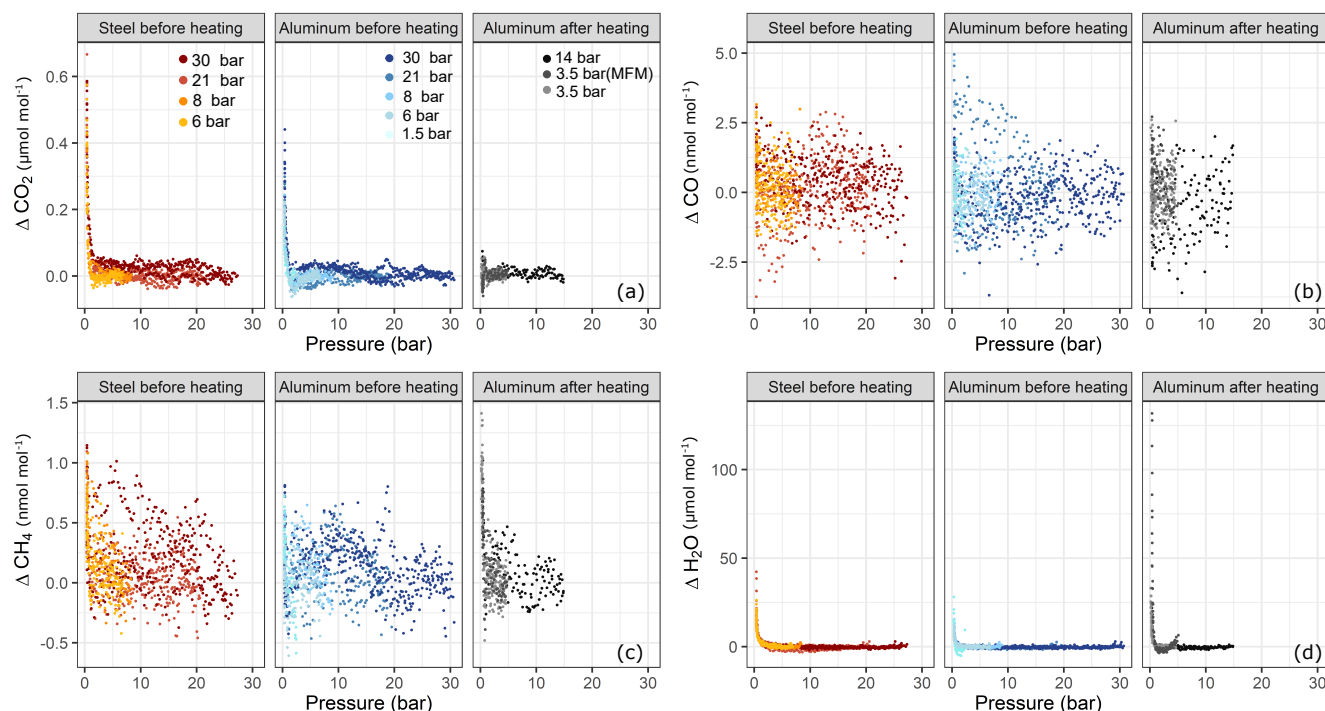 Steel before heating
Aluminum before heating
Aluminum after heating
30 bar
21 bar
8 bar
6 bar
30 bar
21 bar
8 bar
6 bar
1.5 bar
14 bar
3.5 bar(MFM)
3.5 bar
Δ CO₂ (μmol mol⁻¹)
0.6
0.4
0.2
0.0
(a)
0 10 20 30 0 10 20 30 0 10 20 30
Pressure (bar)
Steel before heating
Aluminum before heating
Aluminum after heating
Δ CO (nmol mol⁻¹)
5.0
2.5
0.0
-2.5
(b)
0 10 20 30 0 10 20 30 0 10 20 30
Pressure (bar)
Steel before heating
Aluminum before heating
Aluminum after heating
Δ CH₄ (nmol mol⁻¹)
1.5
1.0
0.5
0.0
-0.5
(c)
0 10 20 30 0 10 20 30 0 10 20 30
Pressure (bar)
Steel before heating
Aluminum before heating
Aluminum after heating
Δ H₂O (μmol mol⁻¹)
100
50
0
(d)
0 10 20 30 0 10 20 30 0 10 20 30
Pressure (bar)